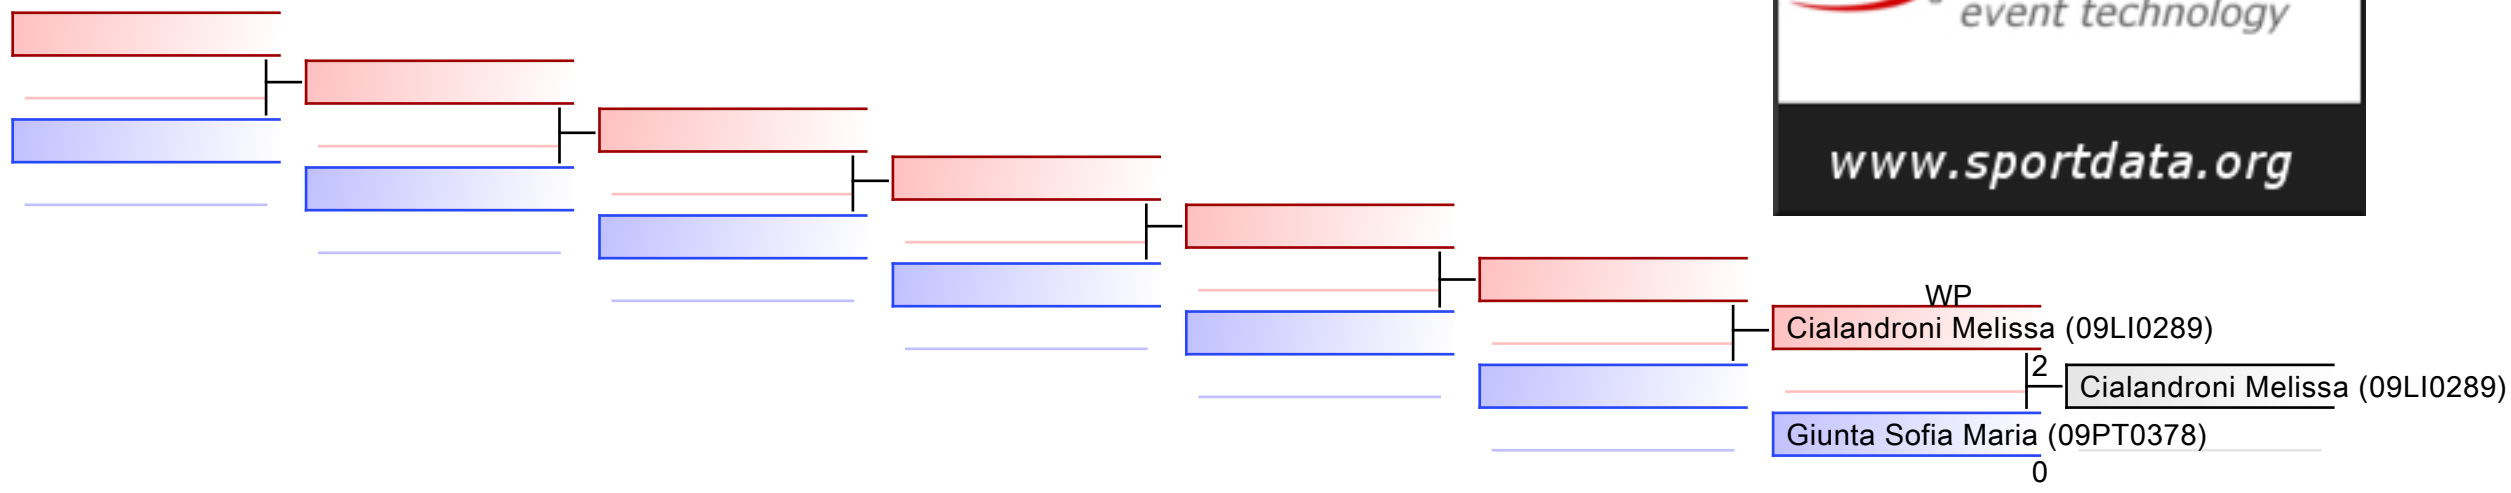 event technology
www.sportdata.org
WP
Cialandroni Melissa (09LI0289)
2
Cialandroni Melissa (09LI0289)
Giunta Sofia Maria (09PT0378)
0